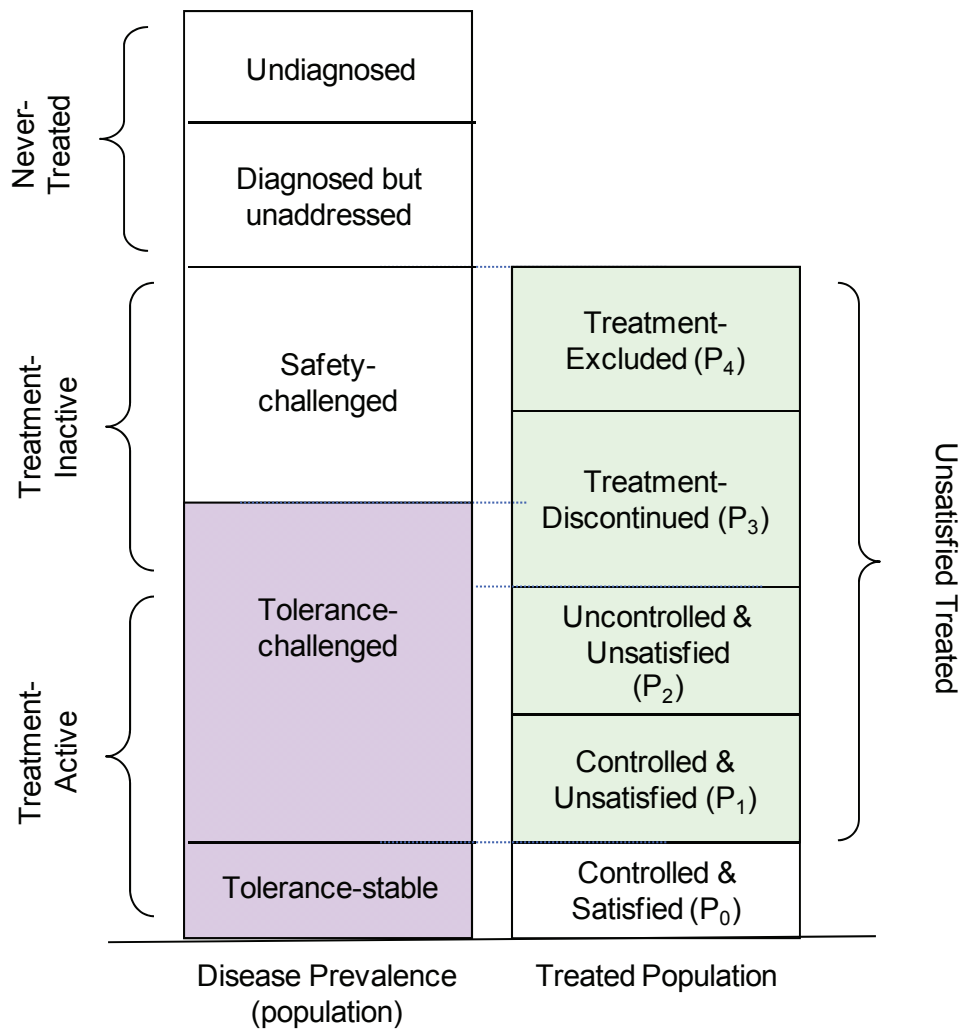 Never-
Treated
Undiagnosed
Diagnosed but
unaddressed
Treatment-
Inactive
Safety-
challenged
Treatment-
Active
Tolerance-
challenged
Tolerance-stable
Treatment-
Excluded (P₄)
Treatment-
Discontinued (P₃)
Uncontrolled &
Unsatisfied
(P₂)
Controlled &
Unsatisfied (P₁)
Controlled &
Satisfied (P₀)
Unsatisfied Treated
Disease Prevalence
(population)
Treated Population